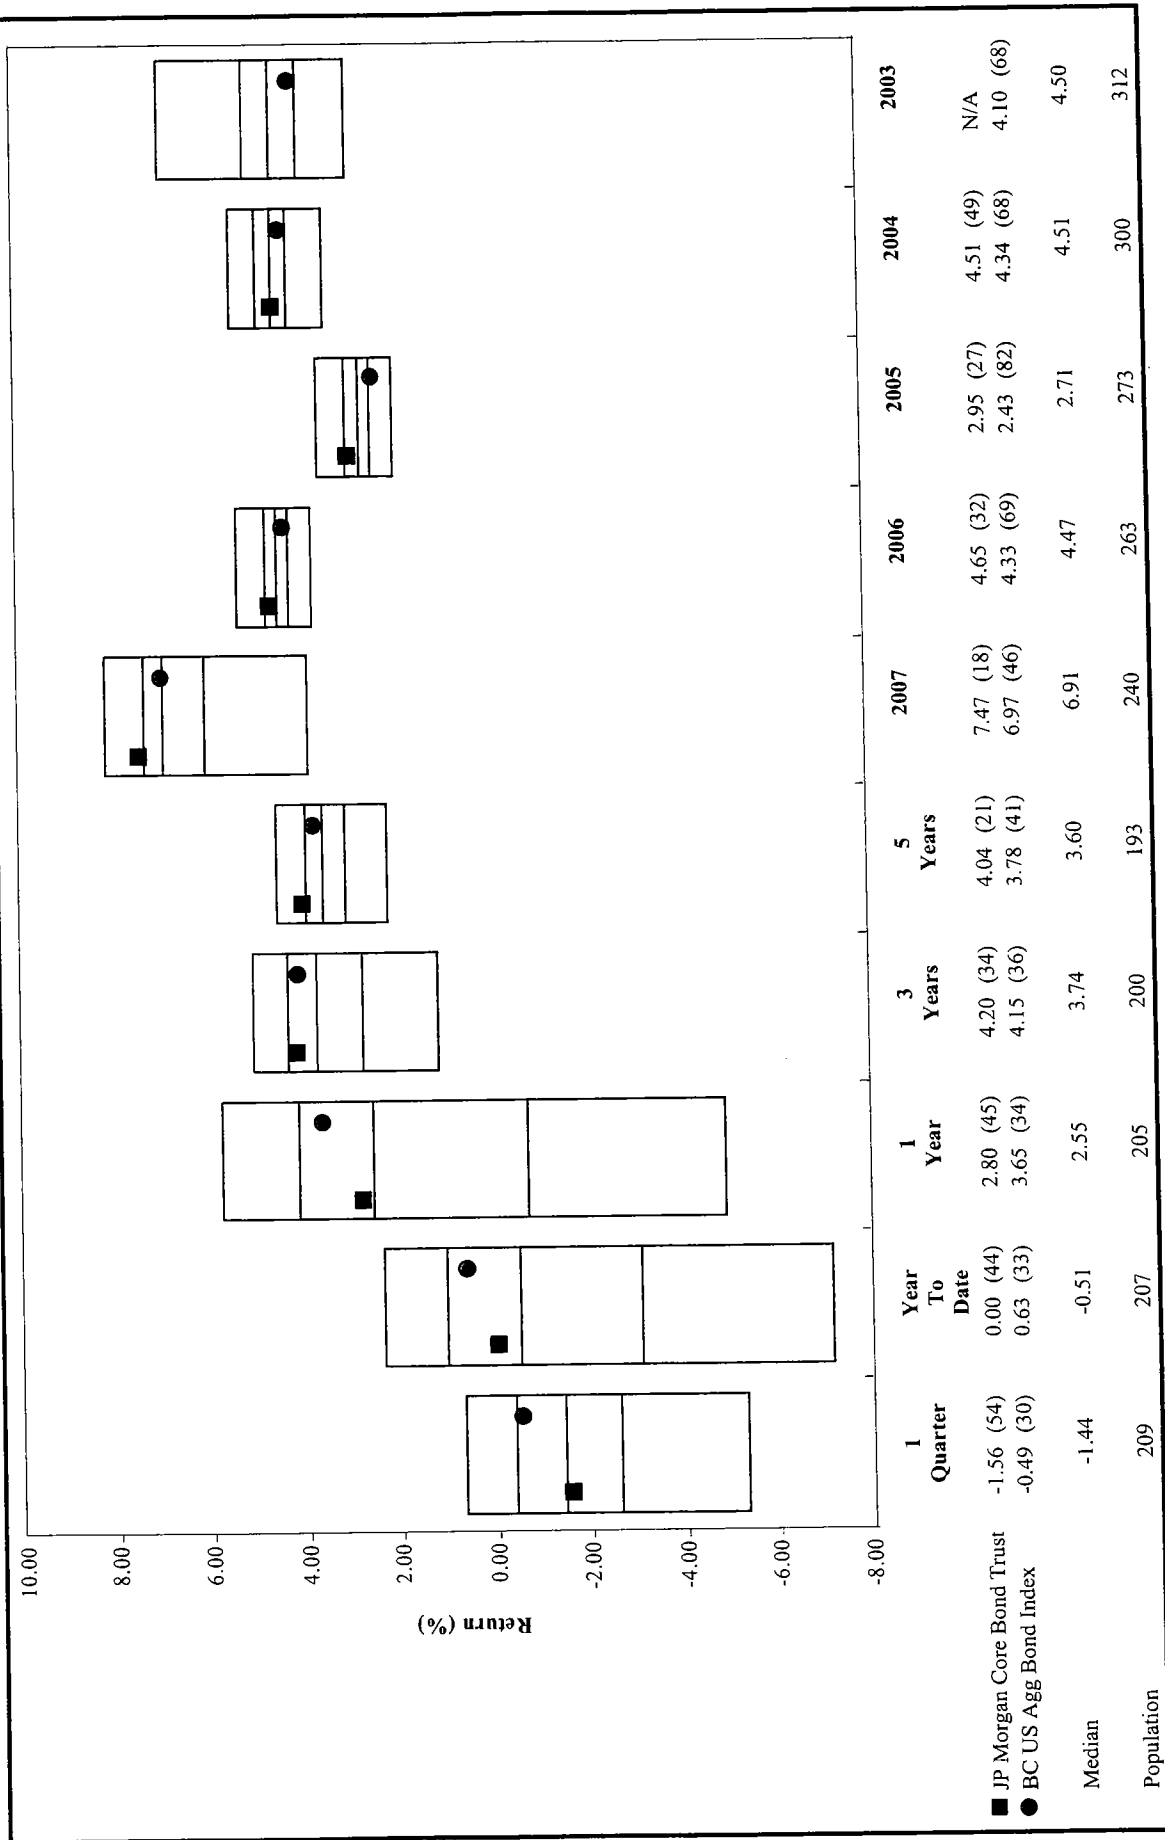 10.00
8.00
6.00
4.00
2.00
0.00
-2.00
-4.00
-6.00
-8.00
Return (%)
1 Quarter Year To Date 1 Year 3 Years 5 Years 2007 2006 2005 2004 2003
■ JP Morgan Core Bond Trust -1.56 (54) 0.00 (44) 2.80 (45) 4.20 (34) 4.04 (21) 7.47 (18) 4.65 (32) 2.95 (27) 4.51 (49) N/A
● BC US Agg Bond Index -0.49 (30) 0.63 (33) 3.65 (34) 4.15 (36) 3.78 (41) 6.97 (46) 4.33 (69) 2.43 (82) 4.34 (68) 4.10 (68)
Median -1.44 -0.51 2.55 3.74 3.60 6.91 4.47 2.71 4.51 4.50
Population 209 207 205 200 193 240 263 273 300 312